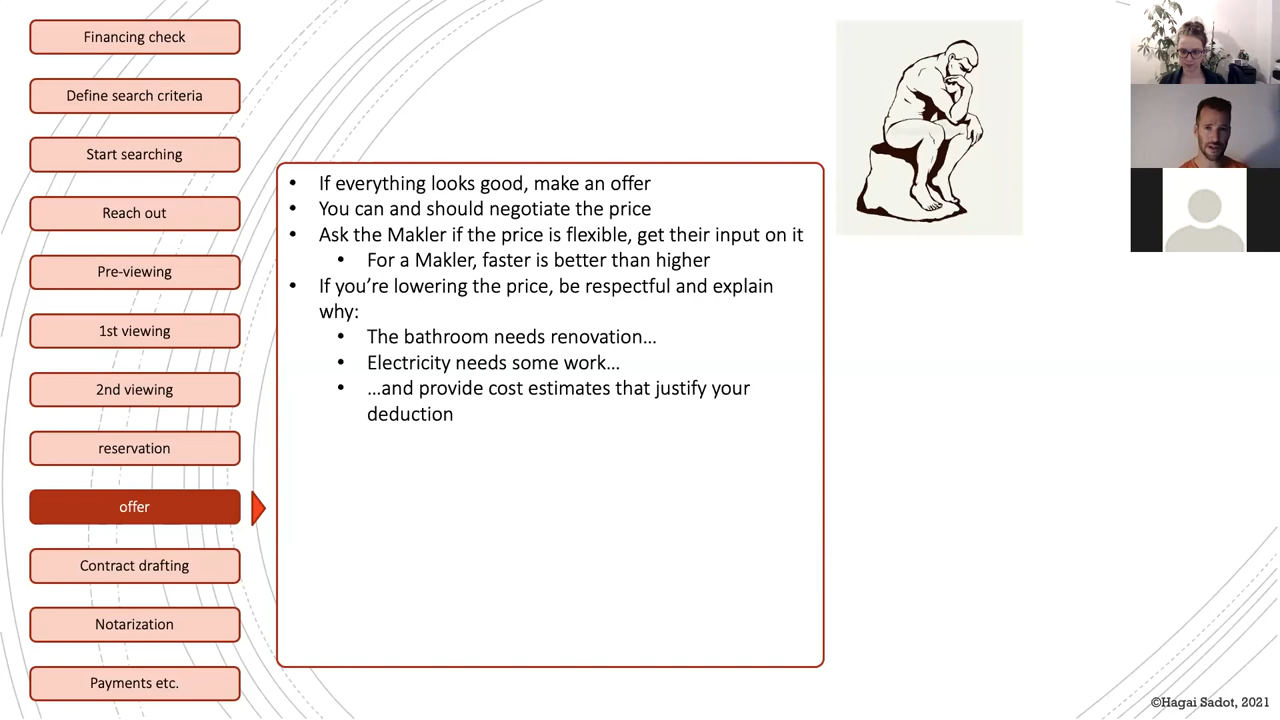 Financing check
Define search criteria
Start searching
Reach out
Pre-viewing
1st viewing
2nd viewing
reservation
offer
Contract drafting
Notarization
Payments etc.
• If everything looks good, make an offer
• You can and should negotiate the price
• Ask the Makler if the price is flexible, get their input on it
• For a Makler, faster is better than higher
• If you’re lowering the price, be respectful and explain
why:
• The bathroom needs renovation…
• Electricity needs some work…
• …and provide cost estimates that justify your
deduction
©Hagai Sadot, 2021